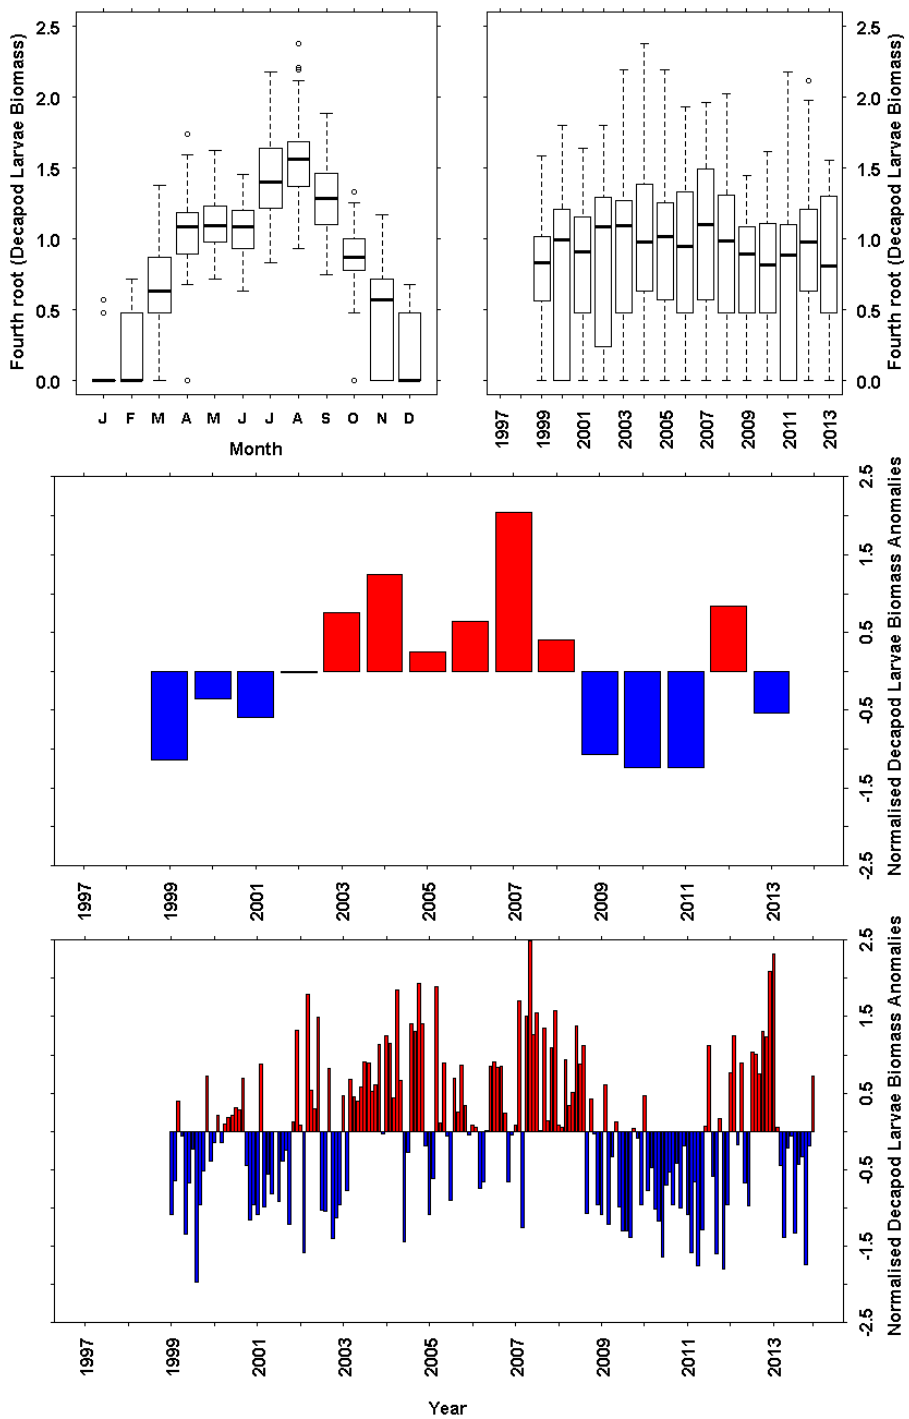 Fourth root (Decapod Larvae Biomass)
2.5
2.0
1.5
1.0
0.5
0.0
J F M A M J J A S O N D
Month
2.5
2.0
1.5
1.0
0.5
0.0
Fourth root (Decapod Larvae Biomass)
1997 1999 2001 2003 2005 2007 2009 2011 2013
2.5
1.5
0.5
-0.5
-1.5
-2.5
Normalised Decapod Larvae Biomass Anomalies
1997 1999 2001 2003 2005 2007 2009 2011 2013
2.5
1.5
0.5
-0.5
-1.5
-2.5
Normalised Decapod Larvae Biomass Anomalies
1997 1999 2001 2003 2005 2007 2009 2011 2013
Year